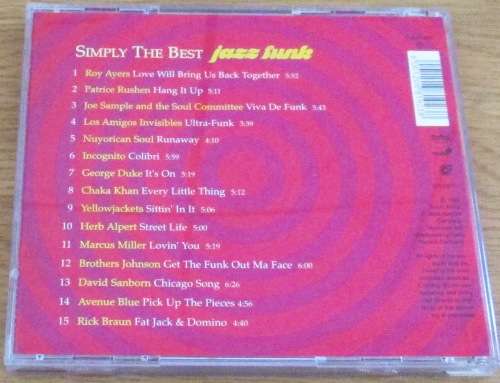 SIMPLY THE BEST jazz funk
1 Roy Ayers Love Will Bring Us Back Together 5:52
2 Patrice Rushen Hang It Up 5:11
3 Joe Sample and the Soul Committee Viva De Funk 5:43
4 Los Amigos Invisibles Ultra-Funk
5 Nuyorican Soul Runaway 4:10
6 Incognito Colibri 5:59
7 George Duke It's On 5:19
8 Chaka Khan Every Little Thing 5:12
9 Yellowjackets Sittin' In It 5:06
10 Herb Alpert Street Life 5:00
11 Marcus Miller Lovin' You 5:19
12 Brothers Johnson Get The Funk Out Ma Face 6:00
13 David Sanborn Chicago Song 6:26
14 Avenue Blue Pick Up The Pieces 4:56
15 Rick Braun Fat Jack & Domino 4:40